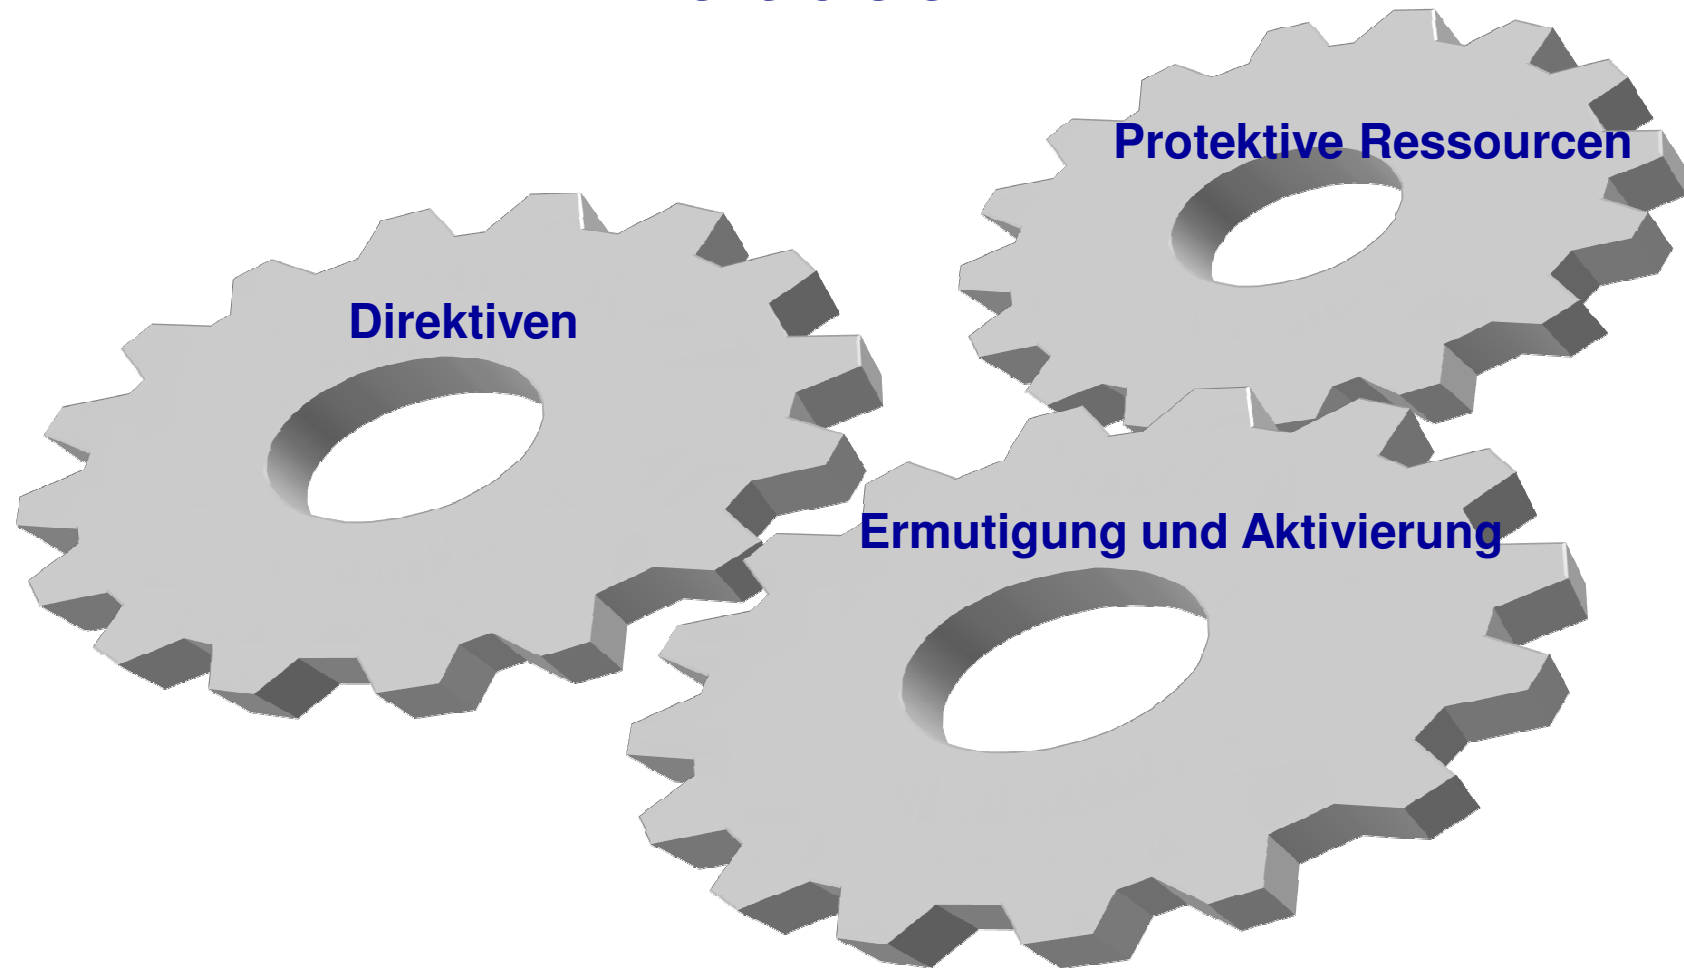 Direktiven
Protektive Ressourcen
Ermutigung und Aktivierung